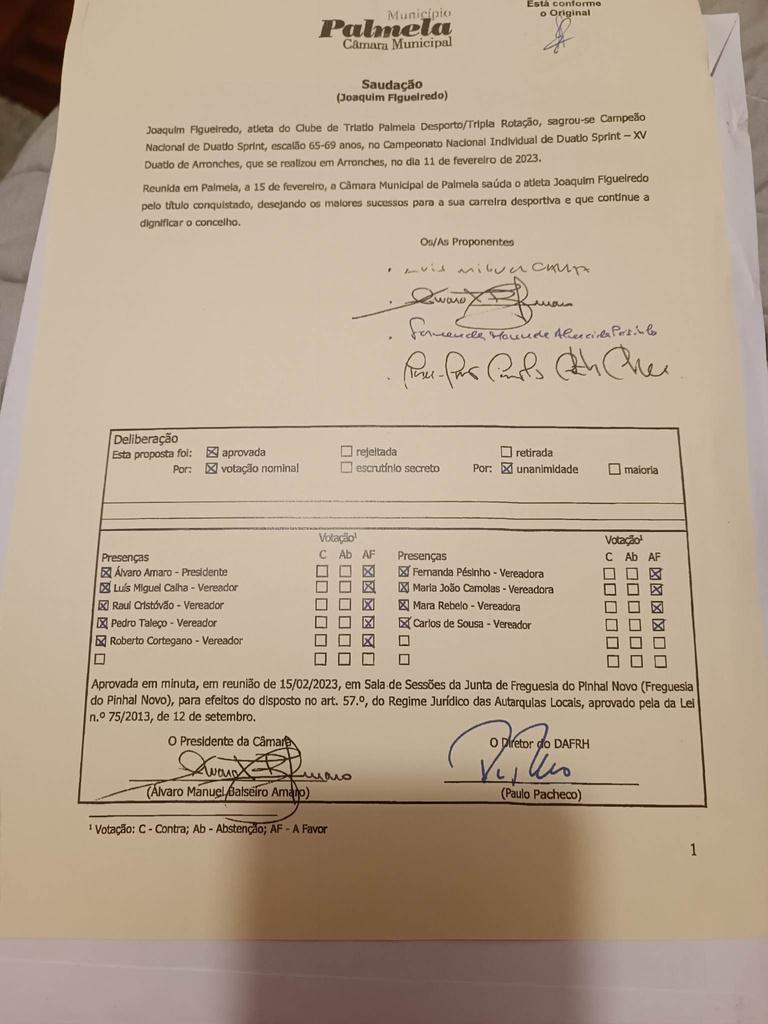 Município
Palmela
Câmara Municipal
Está conforme
o Original
Saudação
(Joaquim Figueiredo)
Joaquim Figueiredo, atleta do Clube de Triatlo Palmela Desporto/Tripla Rotação, sagrou-se Campeão
Nacional de Duatlo Sprint, escalão 65-69 anos, no Campeonato Nacional Individual de Duatlo Sprint – XV
Duatlo de Arronches, que se realizou em Arronches, no dia 11 de fevereiro de 2023.
Reunida em Palmela, a 15 de fevereiro, a Câmara Municipal de Palmela saúda o atleta Joaquim Figueiredo
pelo título conquistado, desejando os maiores sucessos para a sua carreira desportiva e que continue a
dignificar o concelho.
Os/As Proponentes
Luis Miguel Calha
Deliberação
Esta proposta foi: ☒ aprovada ☐ rejeitada ☐ retirada
Por: ☒ votação nominal ☐ escrutínio secreto Por: ☒ unanimidade ☐ maioria
Votação¹ Votação¹
Presenças C Ab AF Presenças C Ab AF
☒ Álvaro Amaro - Presidente ☐ ☐ ☒ ☒ Fernanda Pésinho - Vereadora ☐ ☐ ☒
☒ Luís Miguel Calha - Vereador ☐ ☐ ☒ ☒ Maria João Camolas - Vereadora ☐ ☐ ☒
☒ Raul Cristóvão - Vereador ☐ ☐ ☒ ☒ Mara Rebelo - Vereadora ☐ ☐ ☒
☒ Pedro Taleço - Vereador ☐ ☐ ☒ ☒ Carlos de Sousa - Vereador ☐ ☐ ☒
☒ Roberto Cortegano - Vereador ☐ ☐ ☒ ☐ ☐ ☐ ☐
☐ ☐ ☐ ☐ ☐ ☐ ☐ ☐
Aprovada em minuta, em reunião de 15/02/2023, em Sala de Sessões da Junta de Freguesia do Pinhal Novo (Freguesia
do Pinhal Novo), para efeitos do disposto no art. 57.º, do Regime Jurídico das Autarquias Locais, aprovado pela da Lei
n.º 75/2013, de 12 de setembro.
O Presidente da Câmara O Diretor do DAFRH
(Álvaro Manuel Balseiro Amaro) (Paulo Pacheco)
¹ Votação: C - Contra; Ab - Abstenção; AF - A Favor
1